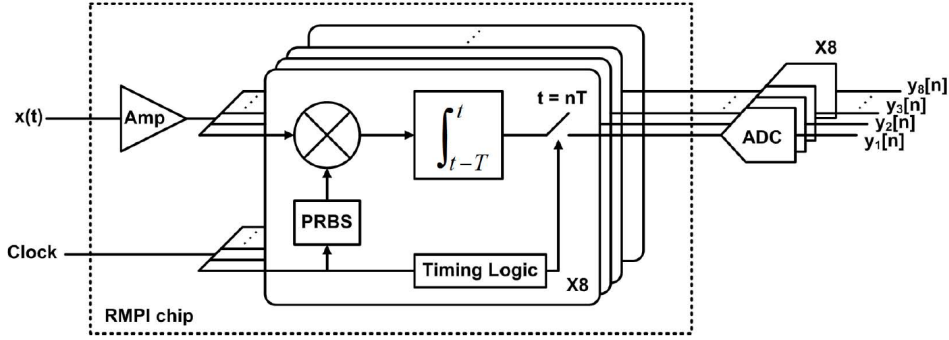 X8
x(t)
Amp
t = nT
∫ t
t−T
y8[n]
y3[n]
y2[n]
y1[n]
ADC
PRBS
Clock
Timing Logic
X8
RMPI chip